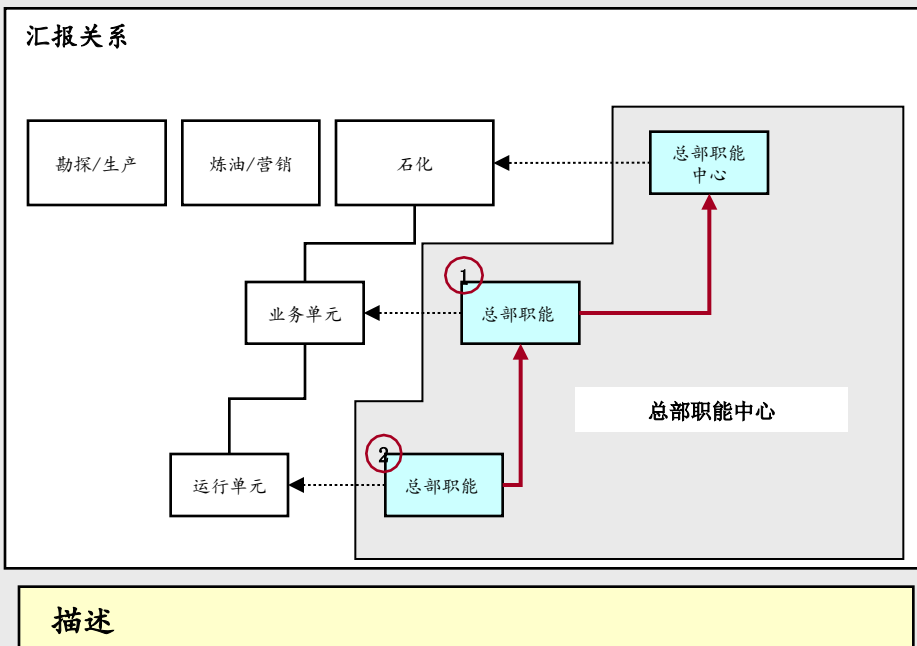 汇报关系
勘探/生产
炼油/营销
石化
总部职能
中心
1
业务单元
总部职能
总部职能中心
2
运行单元
总部职能
描述